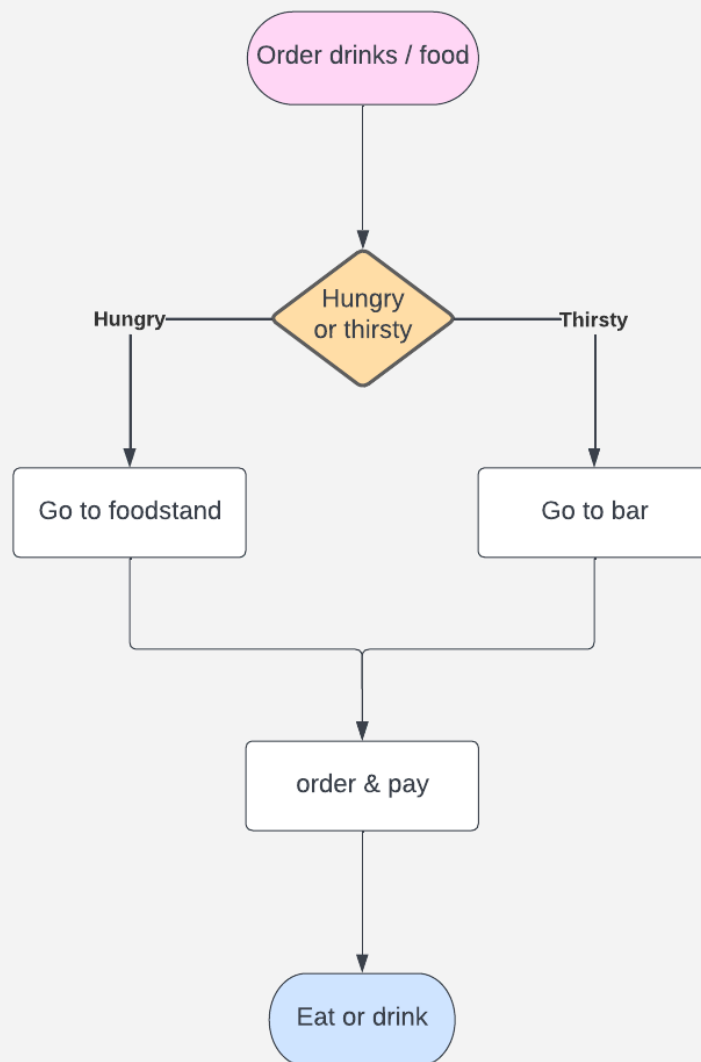 Order drinks / food
Hungry
or thirsty
Hungry
Thirsty
Go to foodstand
Go to bar
order & pay
Eat or drink